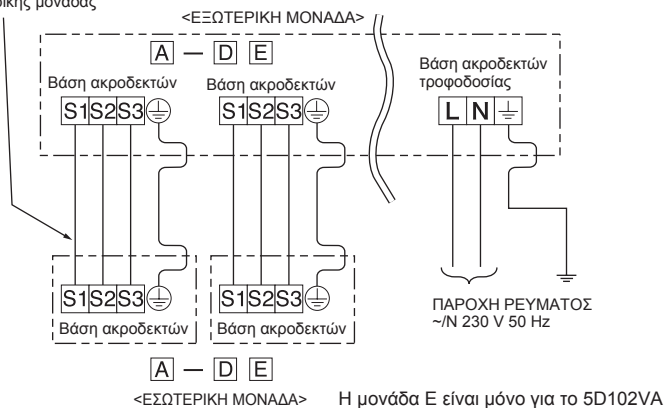 μονάδας
<ΕΞΩΤΕΡΙΚΗ ΜΟΝΑΔΑ>
A — D E
Βάση ακροδεκτών
Βάση ακροδεκτών
Βάση ακροδεκτών
τροφοδοσίας
S1 S2 S3
S1 S2 S3
L N
S1 S2 S3
S1 S2 S3
Βάση ακροδεκτών
Βάση ακροδεκτών
ΠΑΡΟΧΗ ΡΕΥΜΑΤΟΣ
~/N 230 V 50 Hz
A — D E
<ΕΣΩΤΕΡΙΚΗ ΜΟΝΑΔΑ>
Η μονάδα E είναι μόνο για το 5D102VA